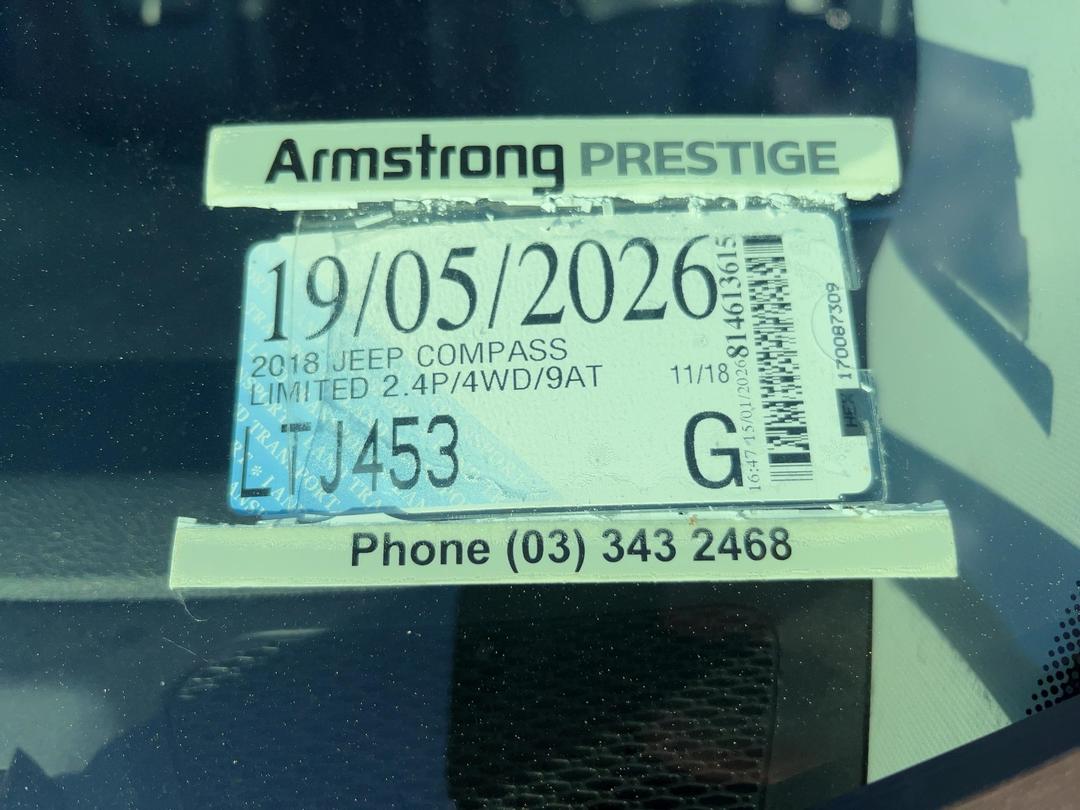 Armstrong PRESTIGE
19/05/2026
2018 JEEP COMPASS
LIMITED 2.4P/4WD/9AT
11/18
LTJ453
G
16:47 15/01/2026
814613615
170087309
HEX
Phone (03) 343 2468